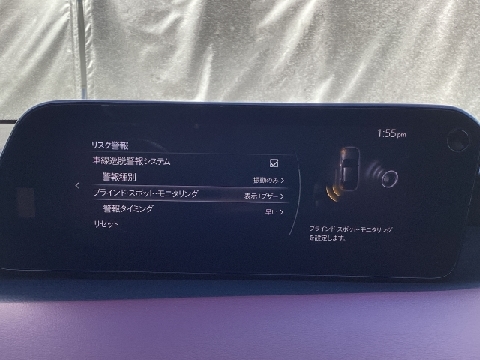 1:55pm
リスク警報
車線逸脱警報システム
警報種別 振動のみ
ブラインドスポット・モニタリング 表示+ブザー
警報タイミング 早い
リセット
ブラインドスポット・モニタリング
を設定します。